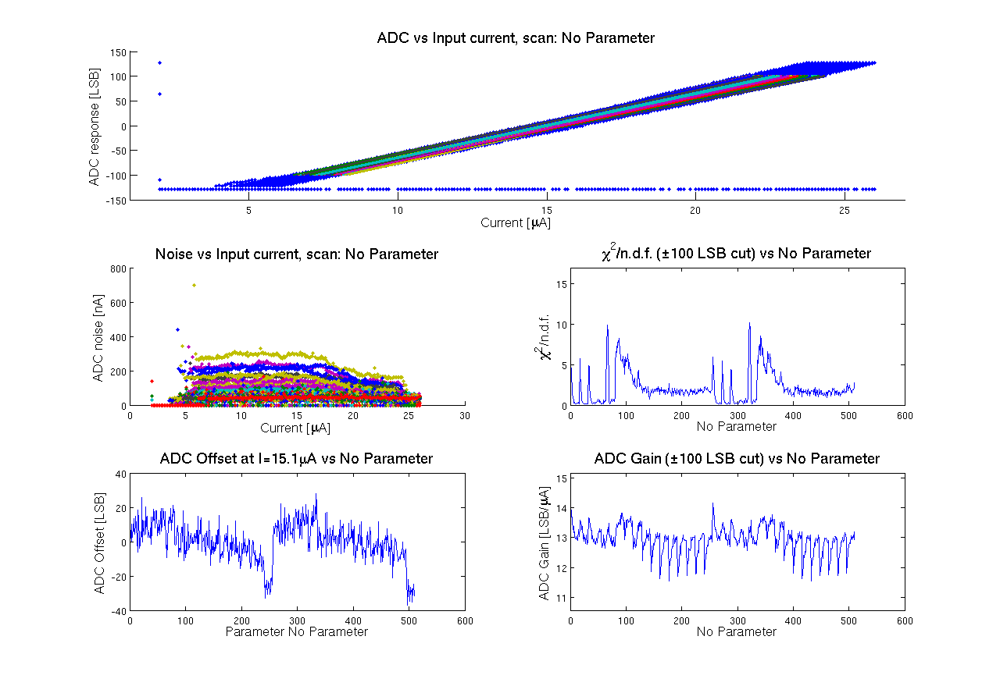 ADC vs Input current, scan: No Parameter
ADC response [LSB]
150
100
50
0
-50
-100
-150
5 10 15 20 25
Current [μA]
Noise vs Input current, scan: No Parameter
ADC noise [nA]
800
600
400
200
0
0 5 10 15 20 25 30
Current [μA]
χ²/n.d.f. (±100 LSB cut) vs No Parameter
χ²/n.d.f.
15
10
5
0
0 100 200 300 400 500 600
No Parameter
ADC Offset at I=15.1μA vs No Parameter
ADC Offset [LSB]
40
20
0
-20
-40
0 100 200 300 400 500 600
Parameter No Parameter
ADC Gain (±100 LSB cut) vs No Parameter
ADC Gain [LSB/μA]
15
14
13
12
11
0 100 200 300 400 500 600
No Parameter